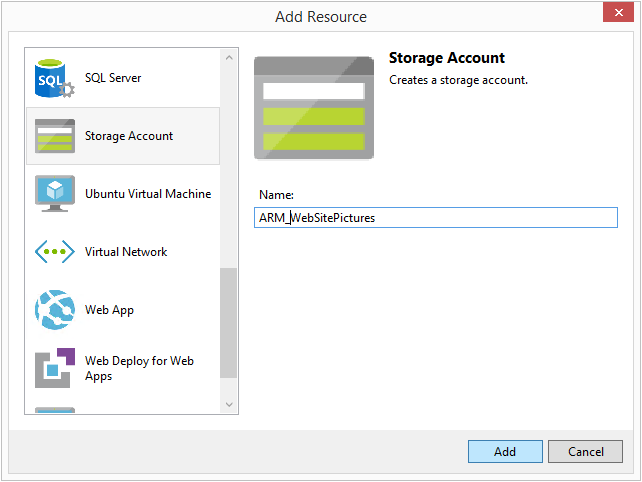 Add Resource
SQL
SQL Server
Storage Account
Ubuntu Virtual Machine
Virtual Network
Web App
Web Deploy for Web
Apps
Storage Account
Creates a storage account.
Name:
ARM_WebSitePictures
Add
Cancel